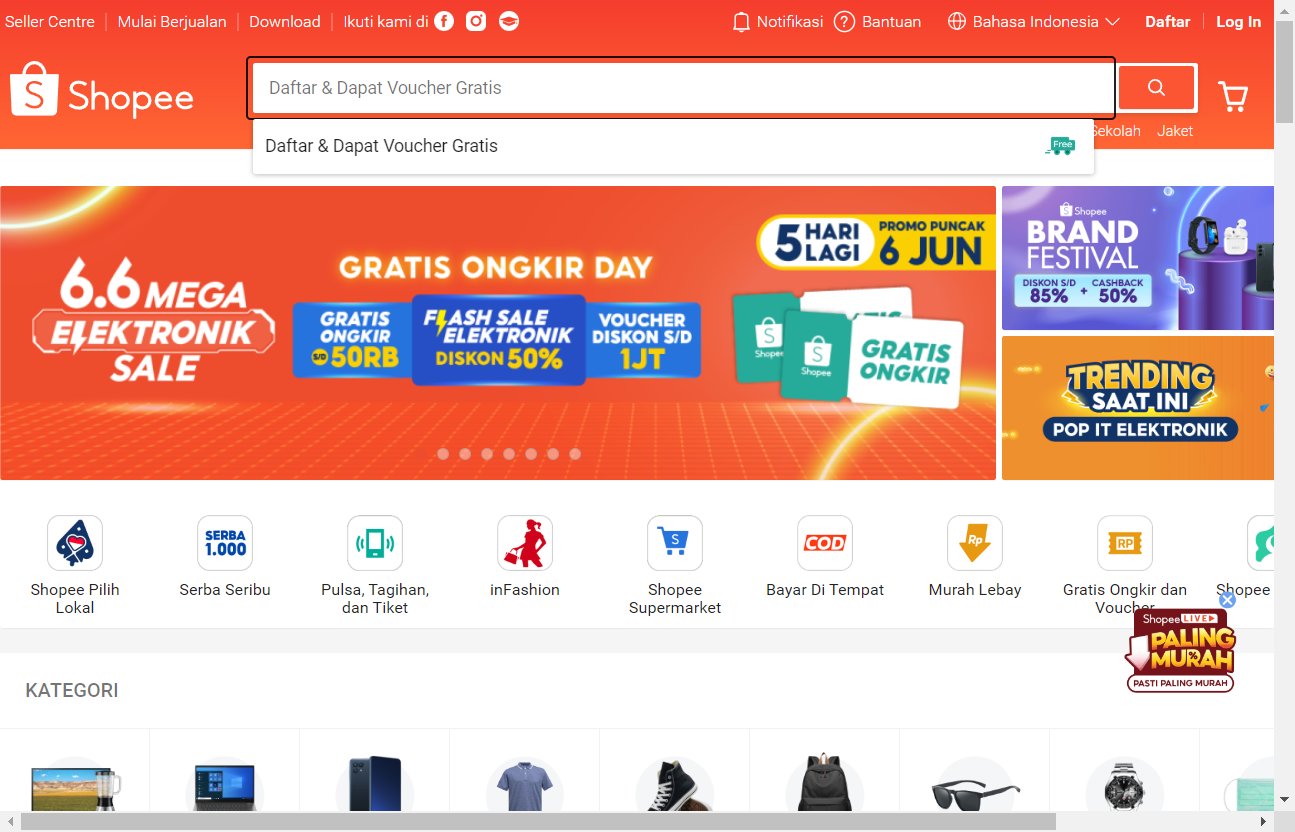 Seller Centre
Mulai Berjualan
Download
Ikuti kami di
Notifikasi
Bantuan
Bahasa Indonesia
Daftar
Log In
Shopee
Daftar & Dapat Voucher Gratis
Daftar & Dapat Voucher Gratis
Free
Sekolah
Jaket
6.6 MEGA
ELEKTRONIK
SALE
GRATIS ONGKIR DAY
GRATIS
ONGKIR
S/D 50RB
FLASH SALE
ELEKTRONIK
DISKON 50%
VOUCHER
DISKON S/D
1JT
5 HARI
LAGI
PROMO PUNCAK
6 JUN
Shopee
Shopee
GRATIS
ONGKIR
Shopee
BRAND
FESTIVAL
DISKON S/D
85%
+
CASHBACK
50%
TRENDING
SAAT INI
POP IT ELEKTRONIK
SERBA
1.000
COD
Rp
RP
Shopee Pilih
Lokal
Serba Seribu
Pulsa, Tagihan,
dan Tiket
inFashion
Shopee
Supermarket
Bayar Di Tempat
Murah Lebay
Gratis Ongkir dan
Voucher
Shopee
Shopee LIVE
PALING
MURAH
PASTI PALING MURAH
KATEGORI